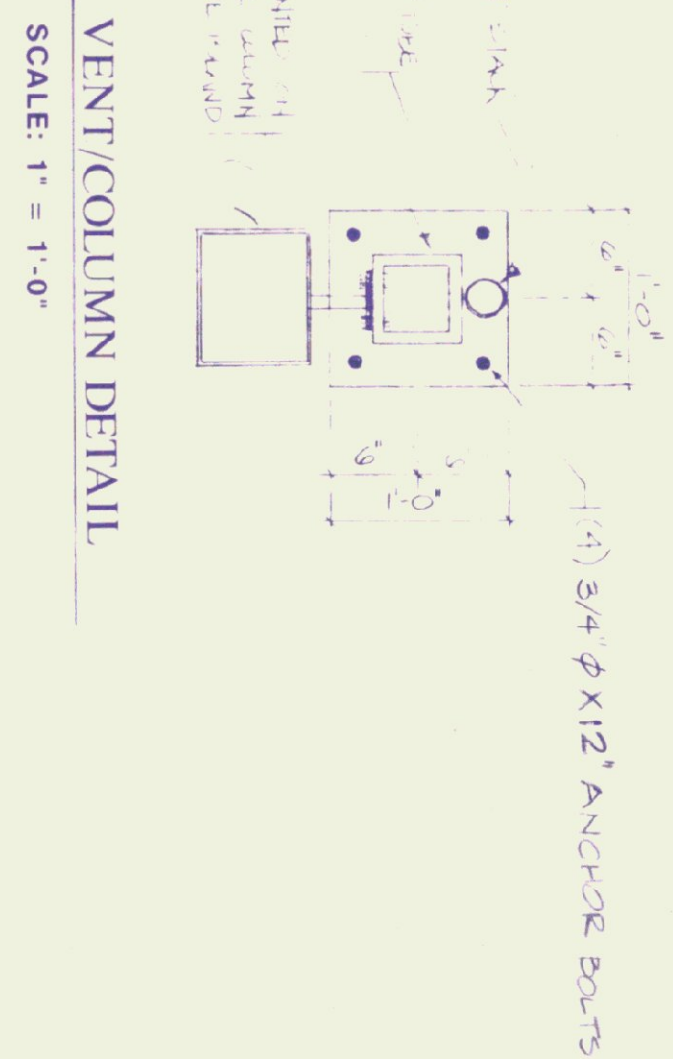 1'-0"
6" 6"
(4) 3/4" ϕ X 12" ANCHOR BOLTS
6"
1'-0"
COLUMN
VENT/COLUMN DETAIL
SCALE: 1" = 1'-0"